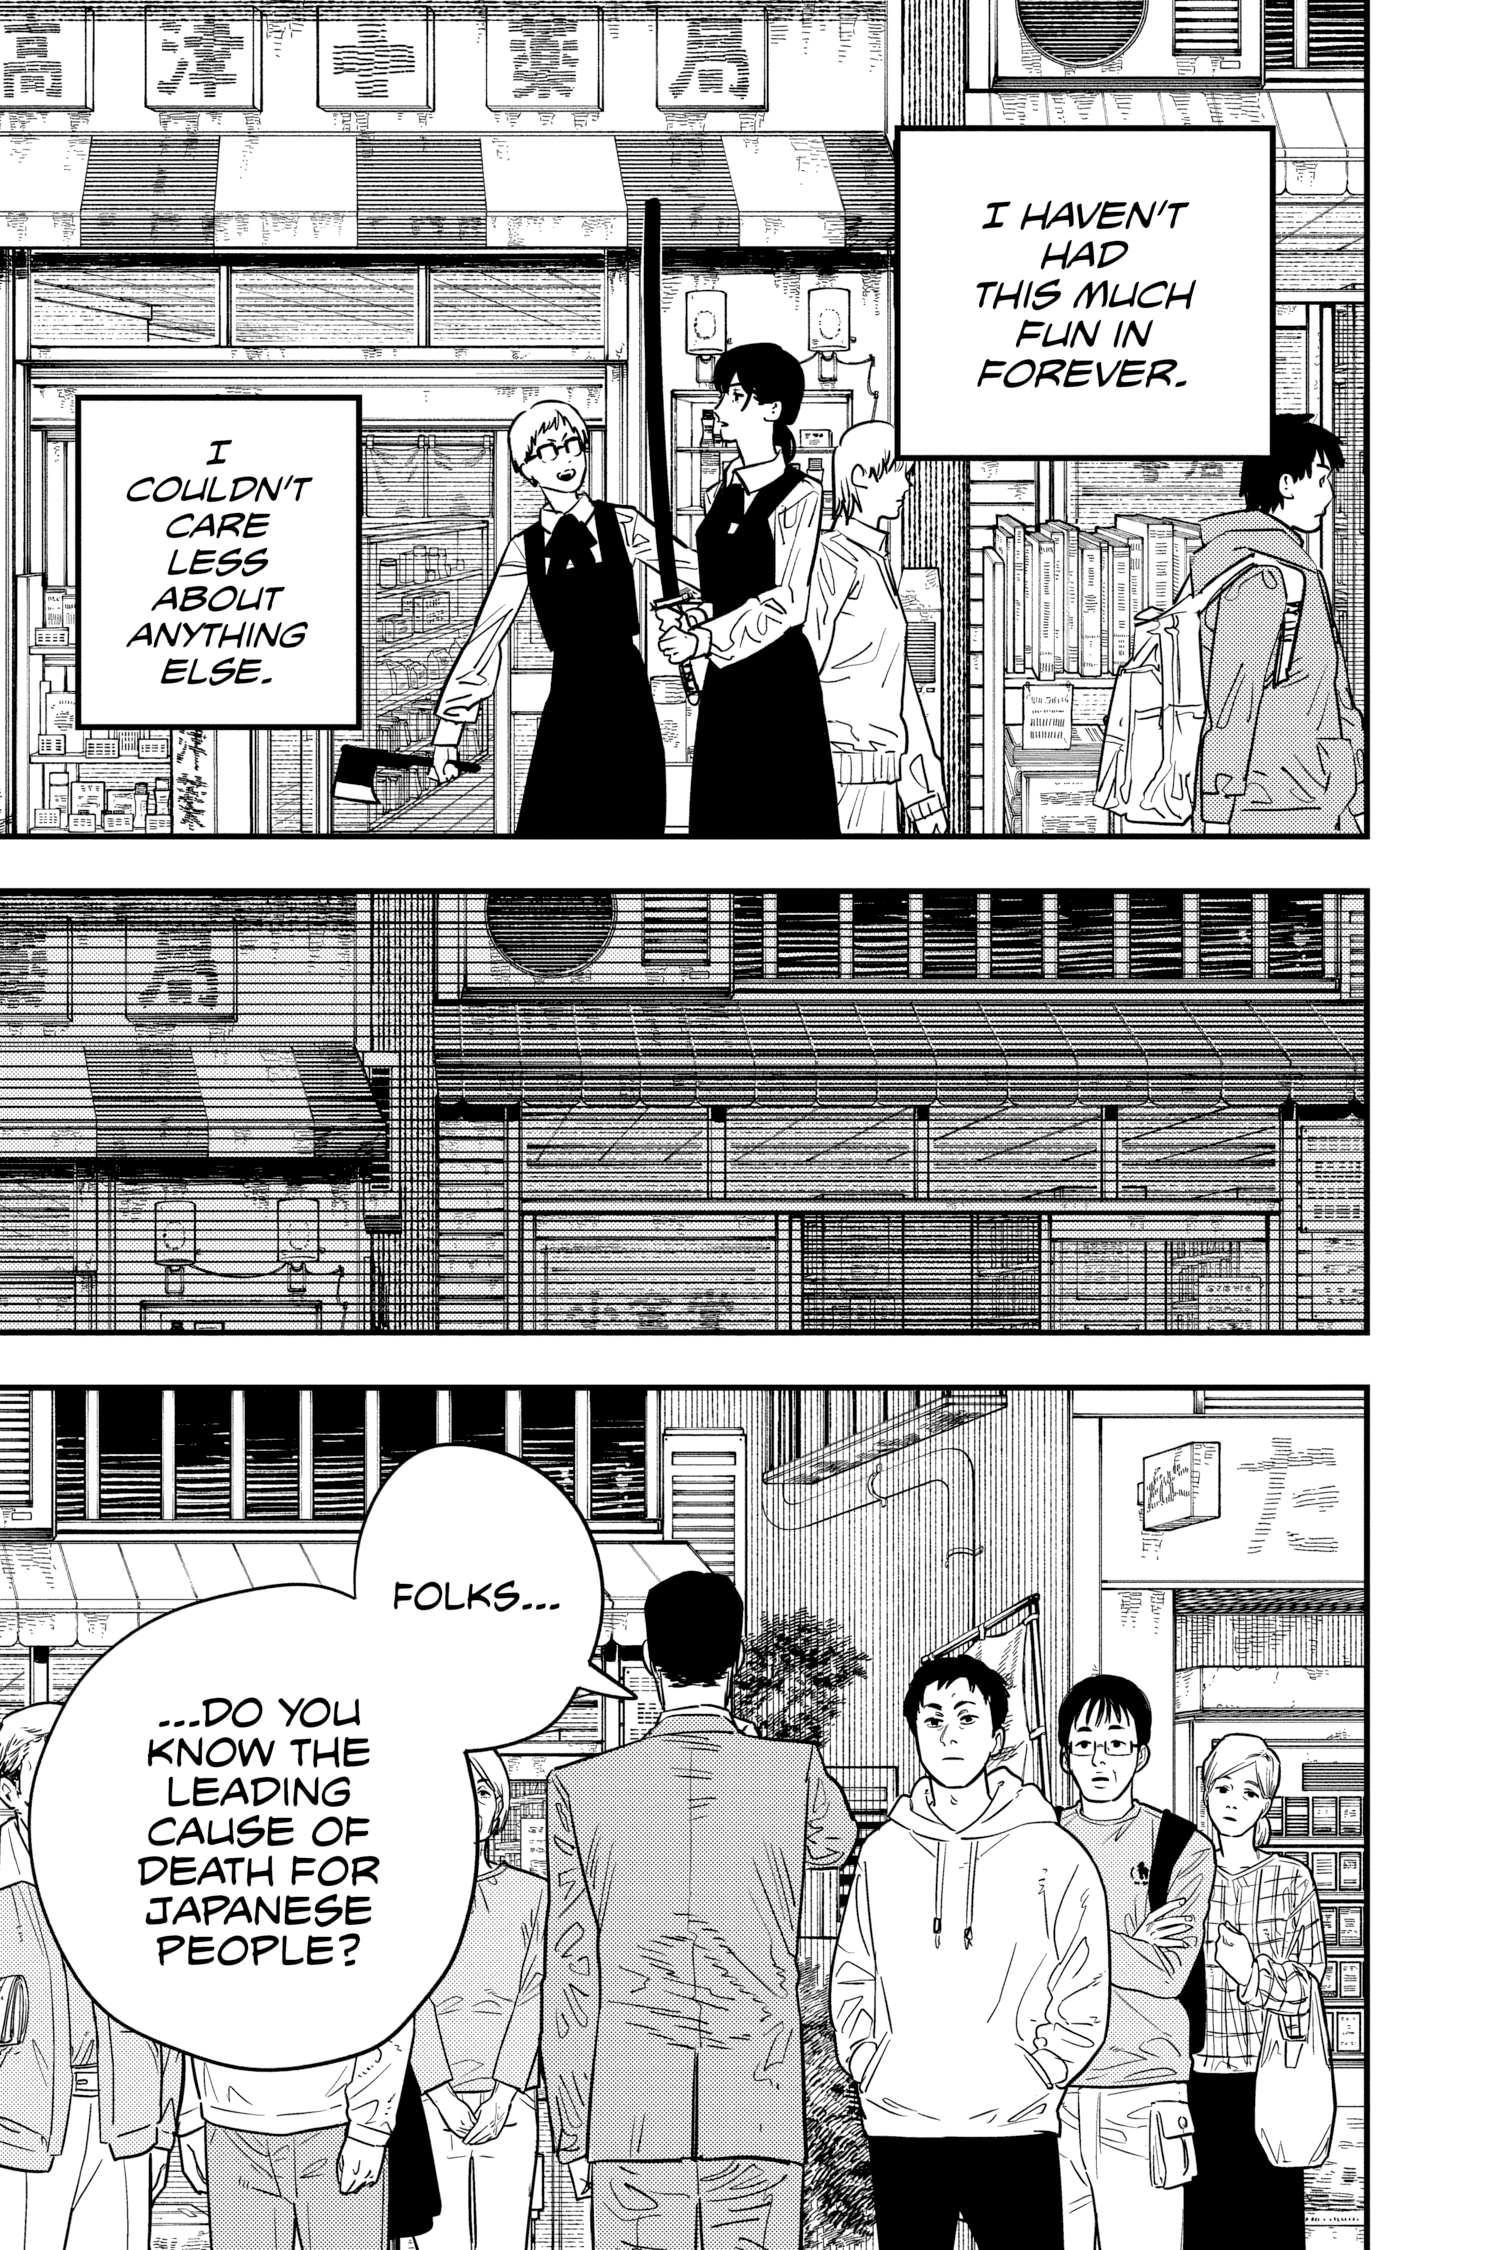 高津中薬局
I HAVEN'T
HAD
THIS MUCH
FUN IN
FOREVER.
I
COULDN'T
CARE
LESS
ABOUT
ANYTHING
ELSE.
局
FOLKS...
...DO YOU
KNOW THE
LEADING
CAUSE OF
DEATH FOR
JAPANESE
PEOPLE?